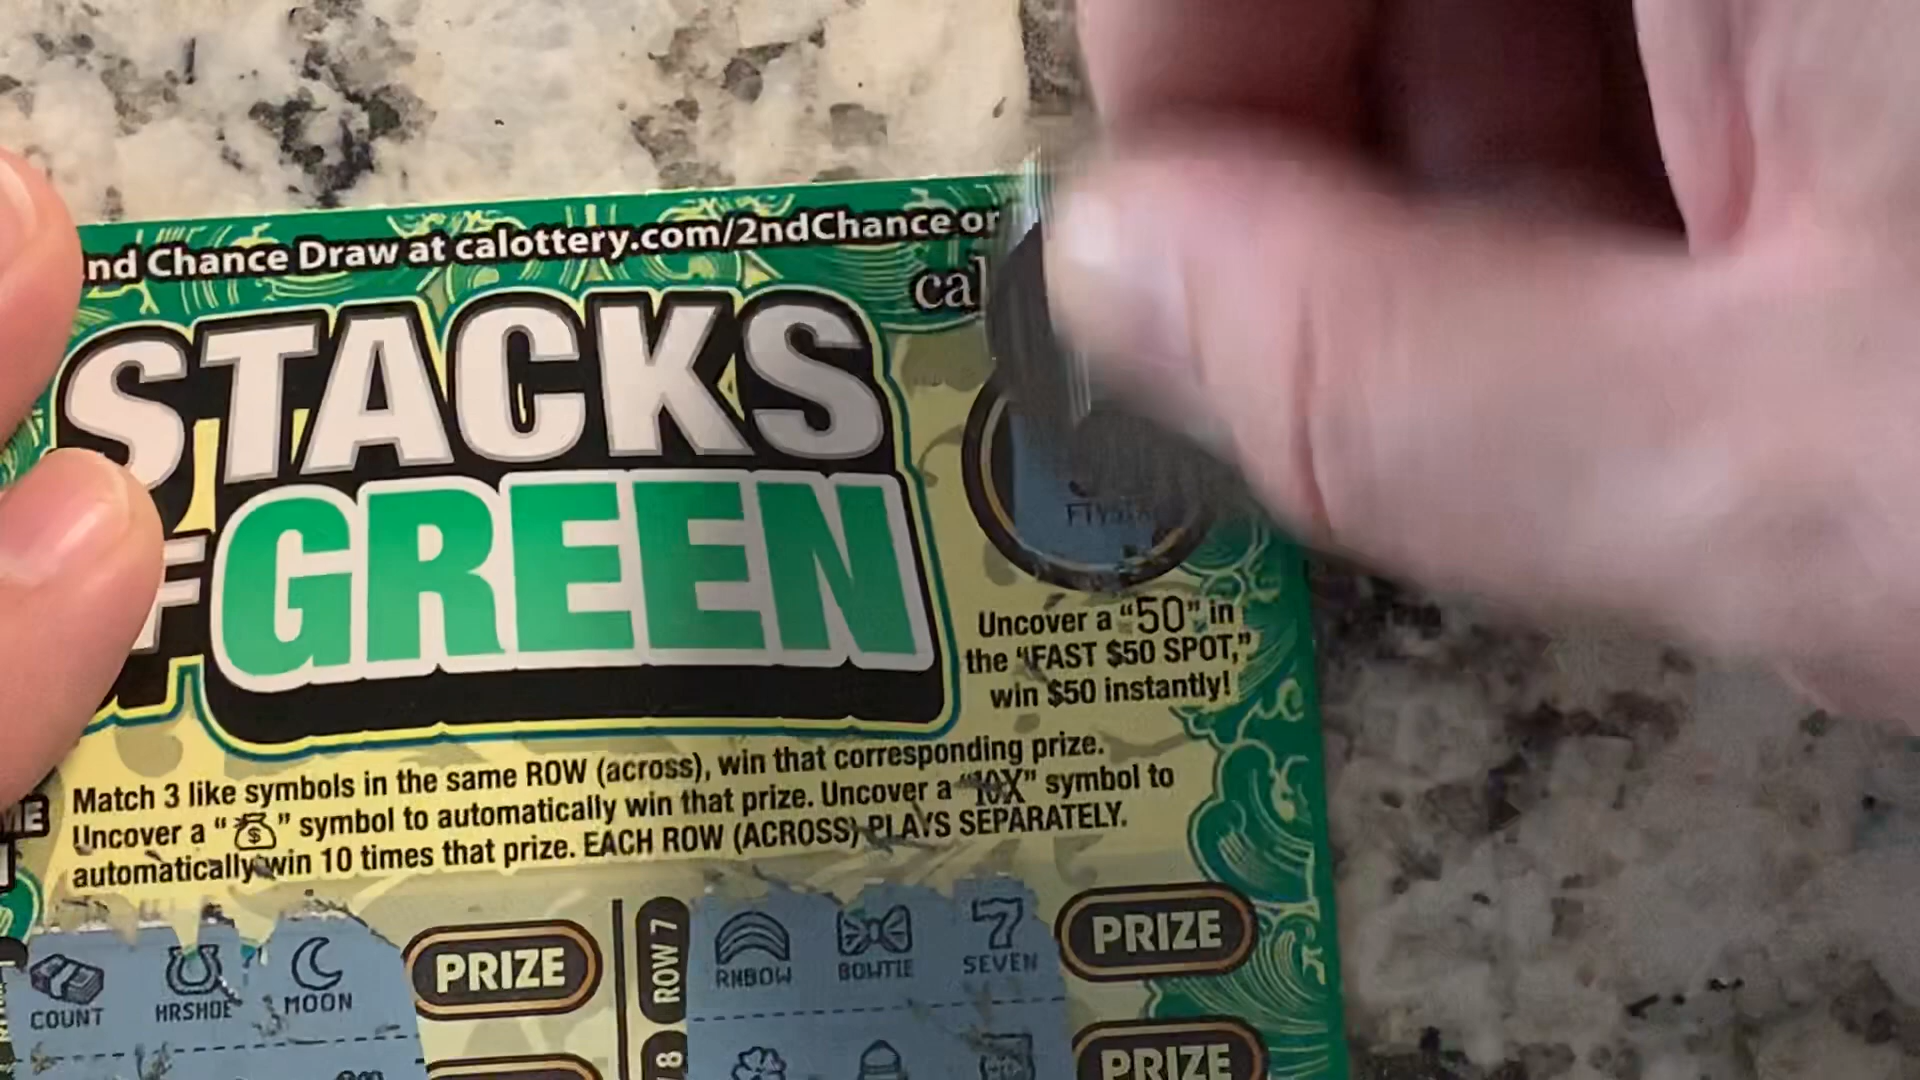 nd Chance Draw at calottery.com/2ndChance or
cal
STACKS
F
GREEN
Uncover a “50” in
the “FAST $50 SPOT,”
win $50 instantly!
Match 3 like symbols in the same ROW (across), win that corresponding prize.
Uncover a “ $ ” symbol to automatically win that prize. Uncover a “10X” symbol to
automatically win 10 times that prize. EACH ROW (ACROSS) PLAYS SEPARATELY.
COUNT HRSHOE MOON PRIZE
ROW 7 RNBOW BOWTIE SEVEN PRIZE
8 PRIZE